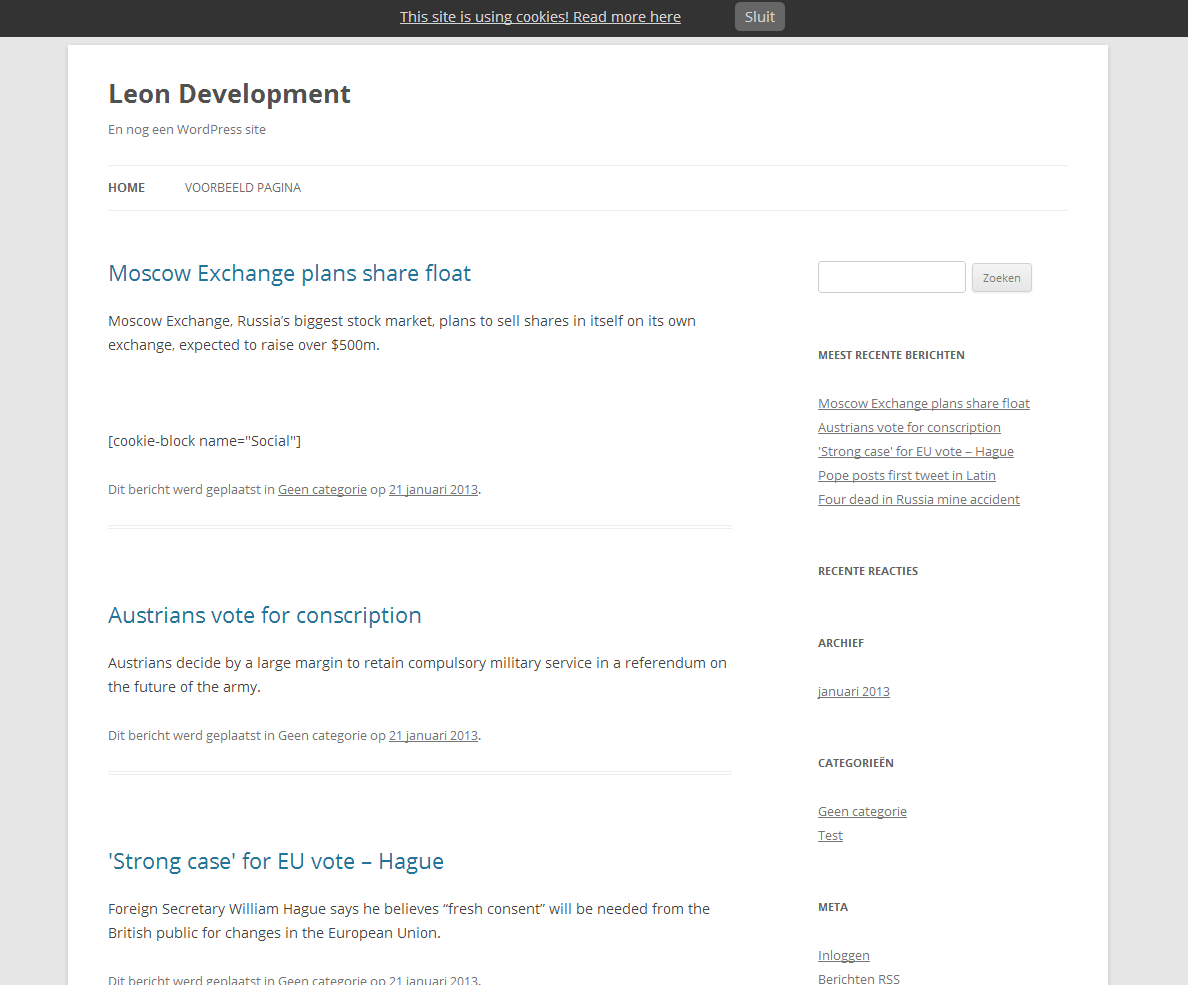 This site is using cookies! Read more here
Sluit
Leon Development
En nog een WordPress site
HOME
VOORBEELD PAGINA
Moscow Exchange plans share float
Moscow Exchange, Russia’s biggest stock market, plans to sell shares in itself on its own
exchange, expected to raise over $500m.
[cookie-block name="Social"]
Dit bericht werd geplaatst in Geen categorie op 21 januari 2013.
Austrians vote for conscription
Austrians decide by a large margin to retain compulsory military service in a referendum on
the future of the army.
Dit bericht werd geplaatst in Geen categorie op 21 januari 2013.
'Strong case' for EU vote – Hague
Foreign Secretary William Hague says he believes “fresh consent” will be needed from the
British public for changes in the European Union.
Dit bericht werd geplaatst in Geen categorie op 21 januari 2013.
Zoeken
MEEST RECENTE BERICHTEN
Moscow Exchange plans share float
Austrians vote for conscription
'Strong case' for EU vote – Hague
Pope posts first tweet in Latin
Four dead in Russia mine accident
RECENTE REACTIES
ARCHIEF
januari 2013
CATEGORIEËN
Geen categorie
Test
META
Inloggen
Berichten RSS